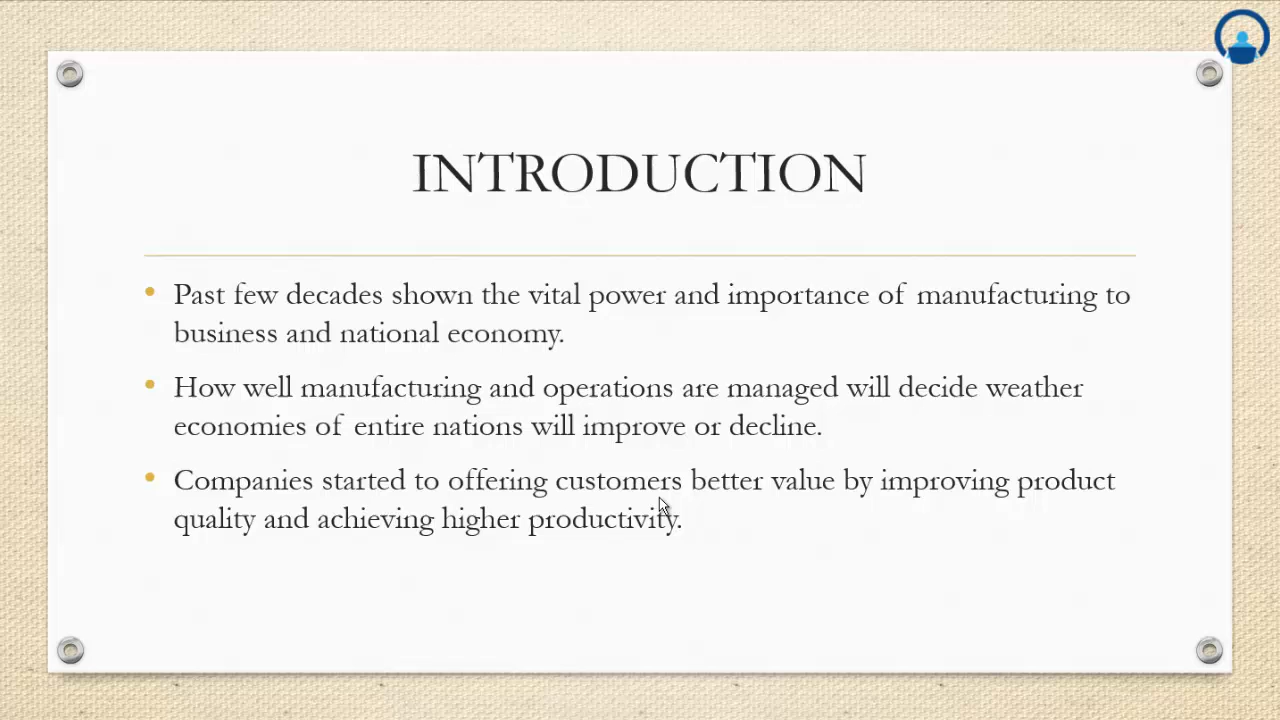 INTRODUCTION
• Past few decades shown the vital power and importance of manufacturing to
business and national economy.
• How well manufacturing and operations are managed will decide weather
economies of entire nations will improve or decline.
• Companies started to offering customers better value by improving product
quality and achieving higher productivity.